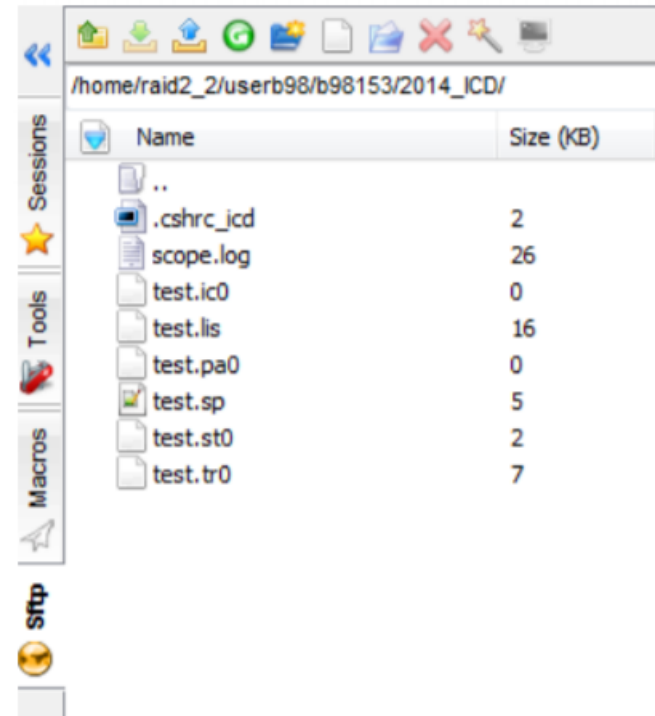 /home/raid2_2/userb98/b98153/2014_ICD/
Name Size (KB)
..
.cshrc_icd 2
scope.log 26
test.ic0 0
test.lis 16
test.pa0 0
test.sp 5
test.st0 2
test.tr0 7
Sessions
Tools
Macros
Sftp